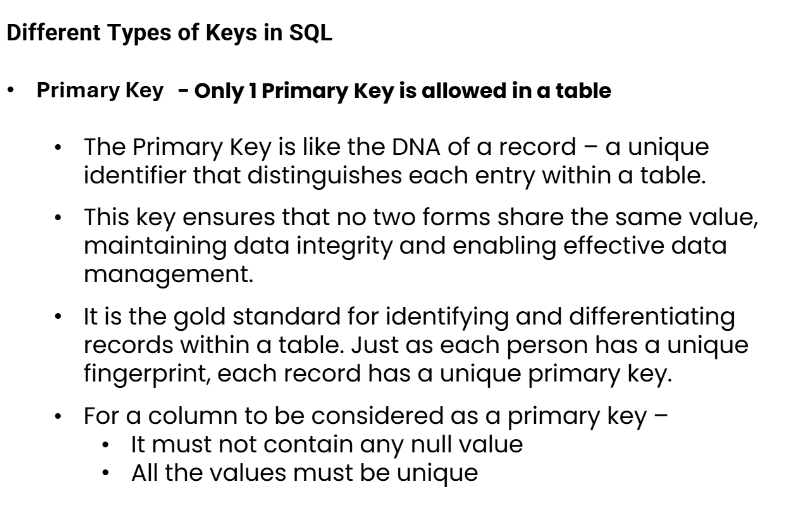 Different Types of Keys in SQL
• Primary Key – Only 1 Primary Key is allowed in a table
• The Primary Key is like the DNA of a record – a unique
identifier that distinguishes each entry within a table.
• This key ensures that no two forms share the same value,
maintaining data integrity and enabling effective data
management.
• It is the gold standard for identifying and differentiating
records within a table. Just as each person has a unique
fingerprint, each record has a unique primary key.
• For a column to be considered as a primary key –
• It must not contain any null value
• All the values must be unique